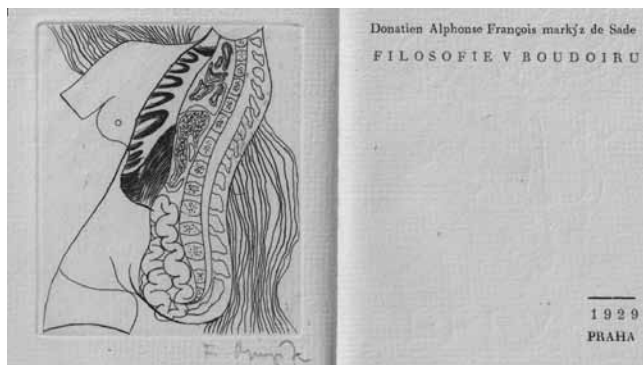 Donatien Alphonse François markýz de Sade
FILOSOFIE V BOUDOIRU
1929
PRAHA